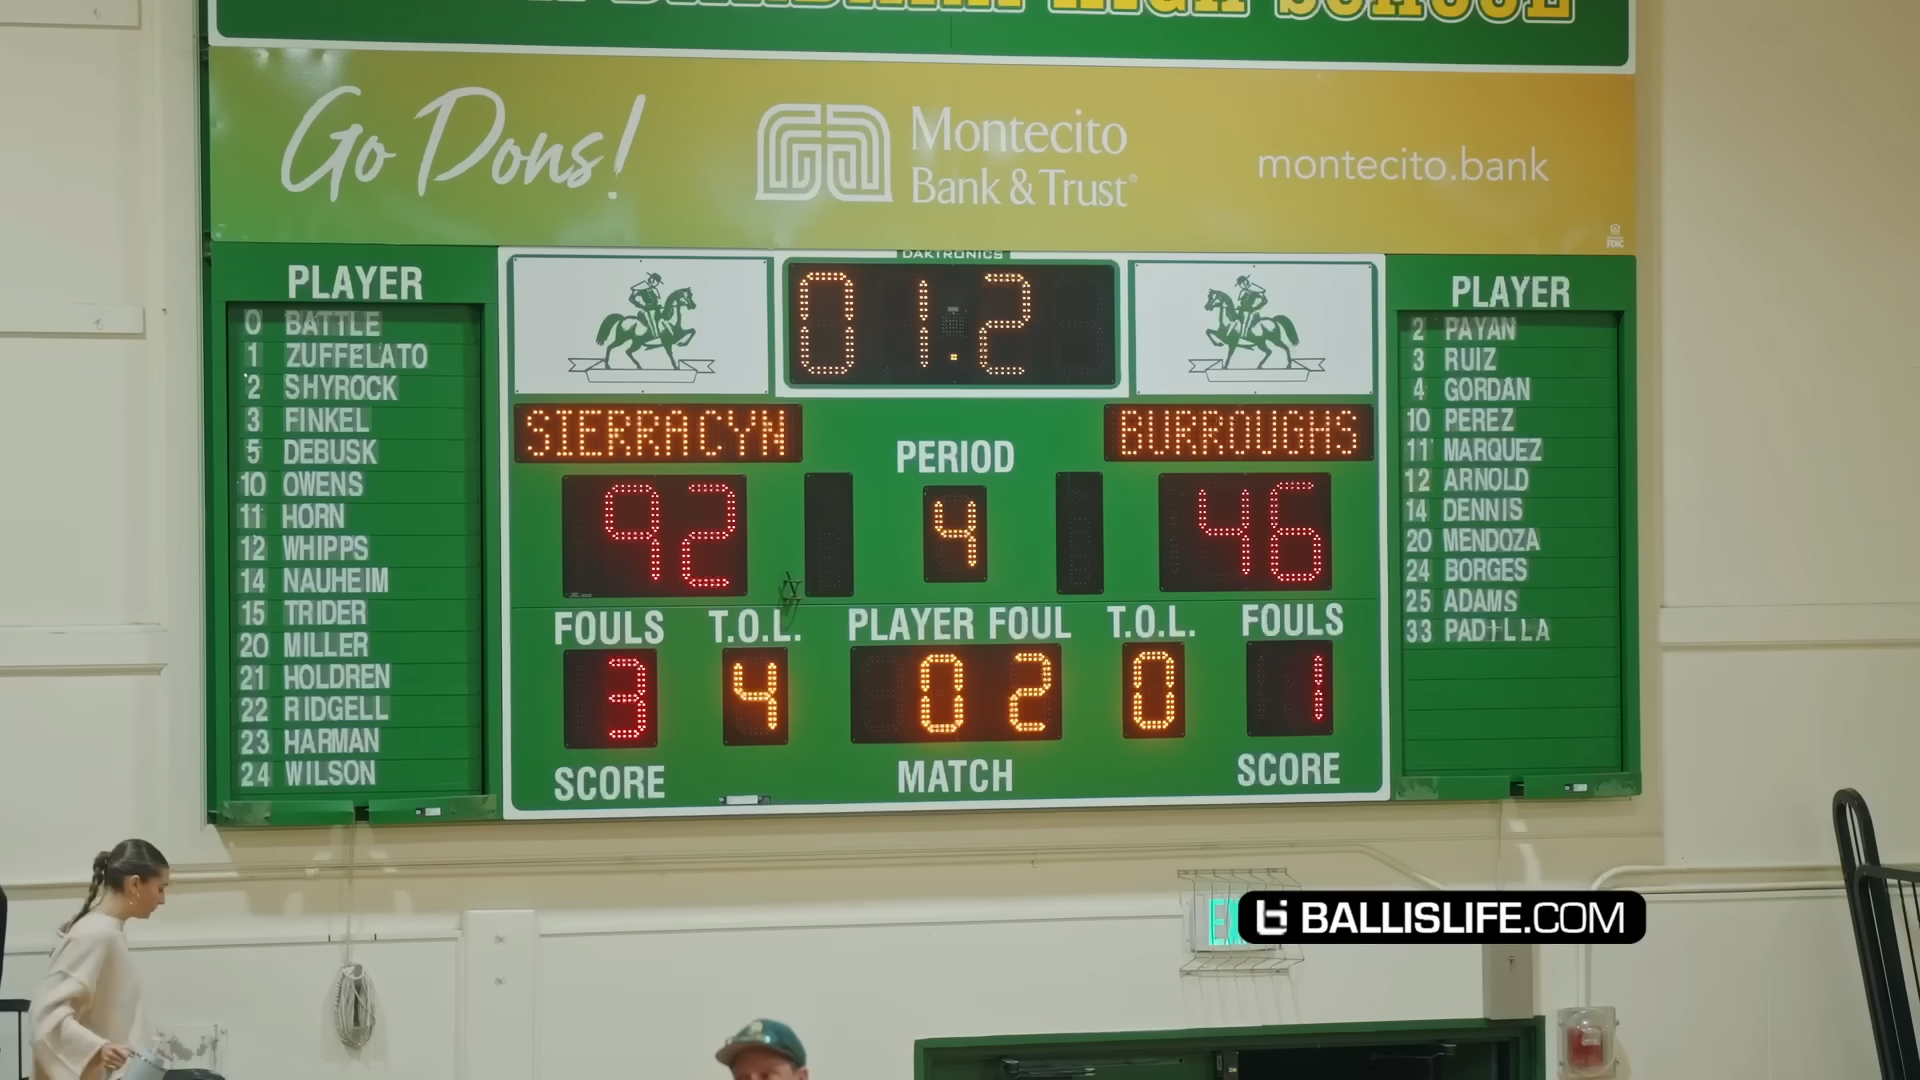 HIGH SCHOOL
Go Dons!
Montecito
Bank & Trust®
montecito.bank
FDIC
DAKTRONICS
PLAYER
0 BATTLE
1 ZUFFELATO
2 SHYROCK
3 FINKEL
5 DEBUSK
10 OWENS
11 HORN
12 WHIPPS
14 NAUHEIM
15 TRIDER
20 MILLER
21 HOLDREN
22 RIDGELL
23 HARMAN
24 WILSON
01.2
SIERRACYN
BURROUGHS
PERIOD
92
4
46
FOULS
T.O.L.
PLAYER FOUL
T.O.L.
FOULS
3
4
02
0
1
SCORE
MATCH
SCORE
PLAYER
2 PAYAN
3 RUIZ
4 GORDAN
10 PEREZ
11 MARQUEZ
12 ARNOLD
14 DENNIS
20 MENDOZA
24 BORGES
25 ADAMS
33 PADILLA
BALLISLIFE.COM